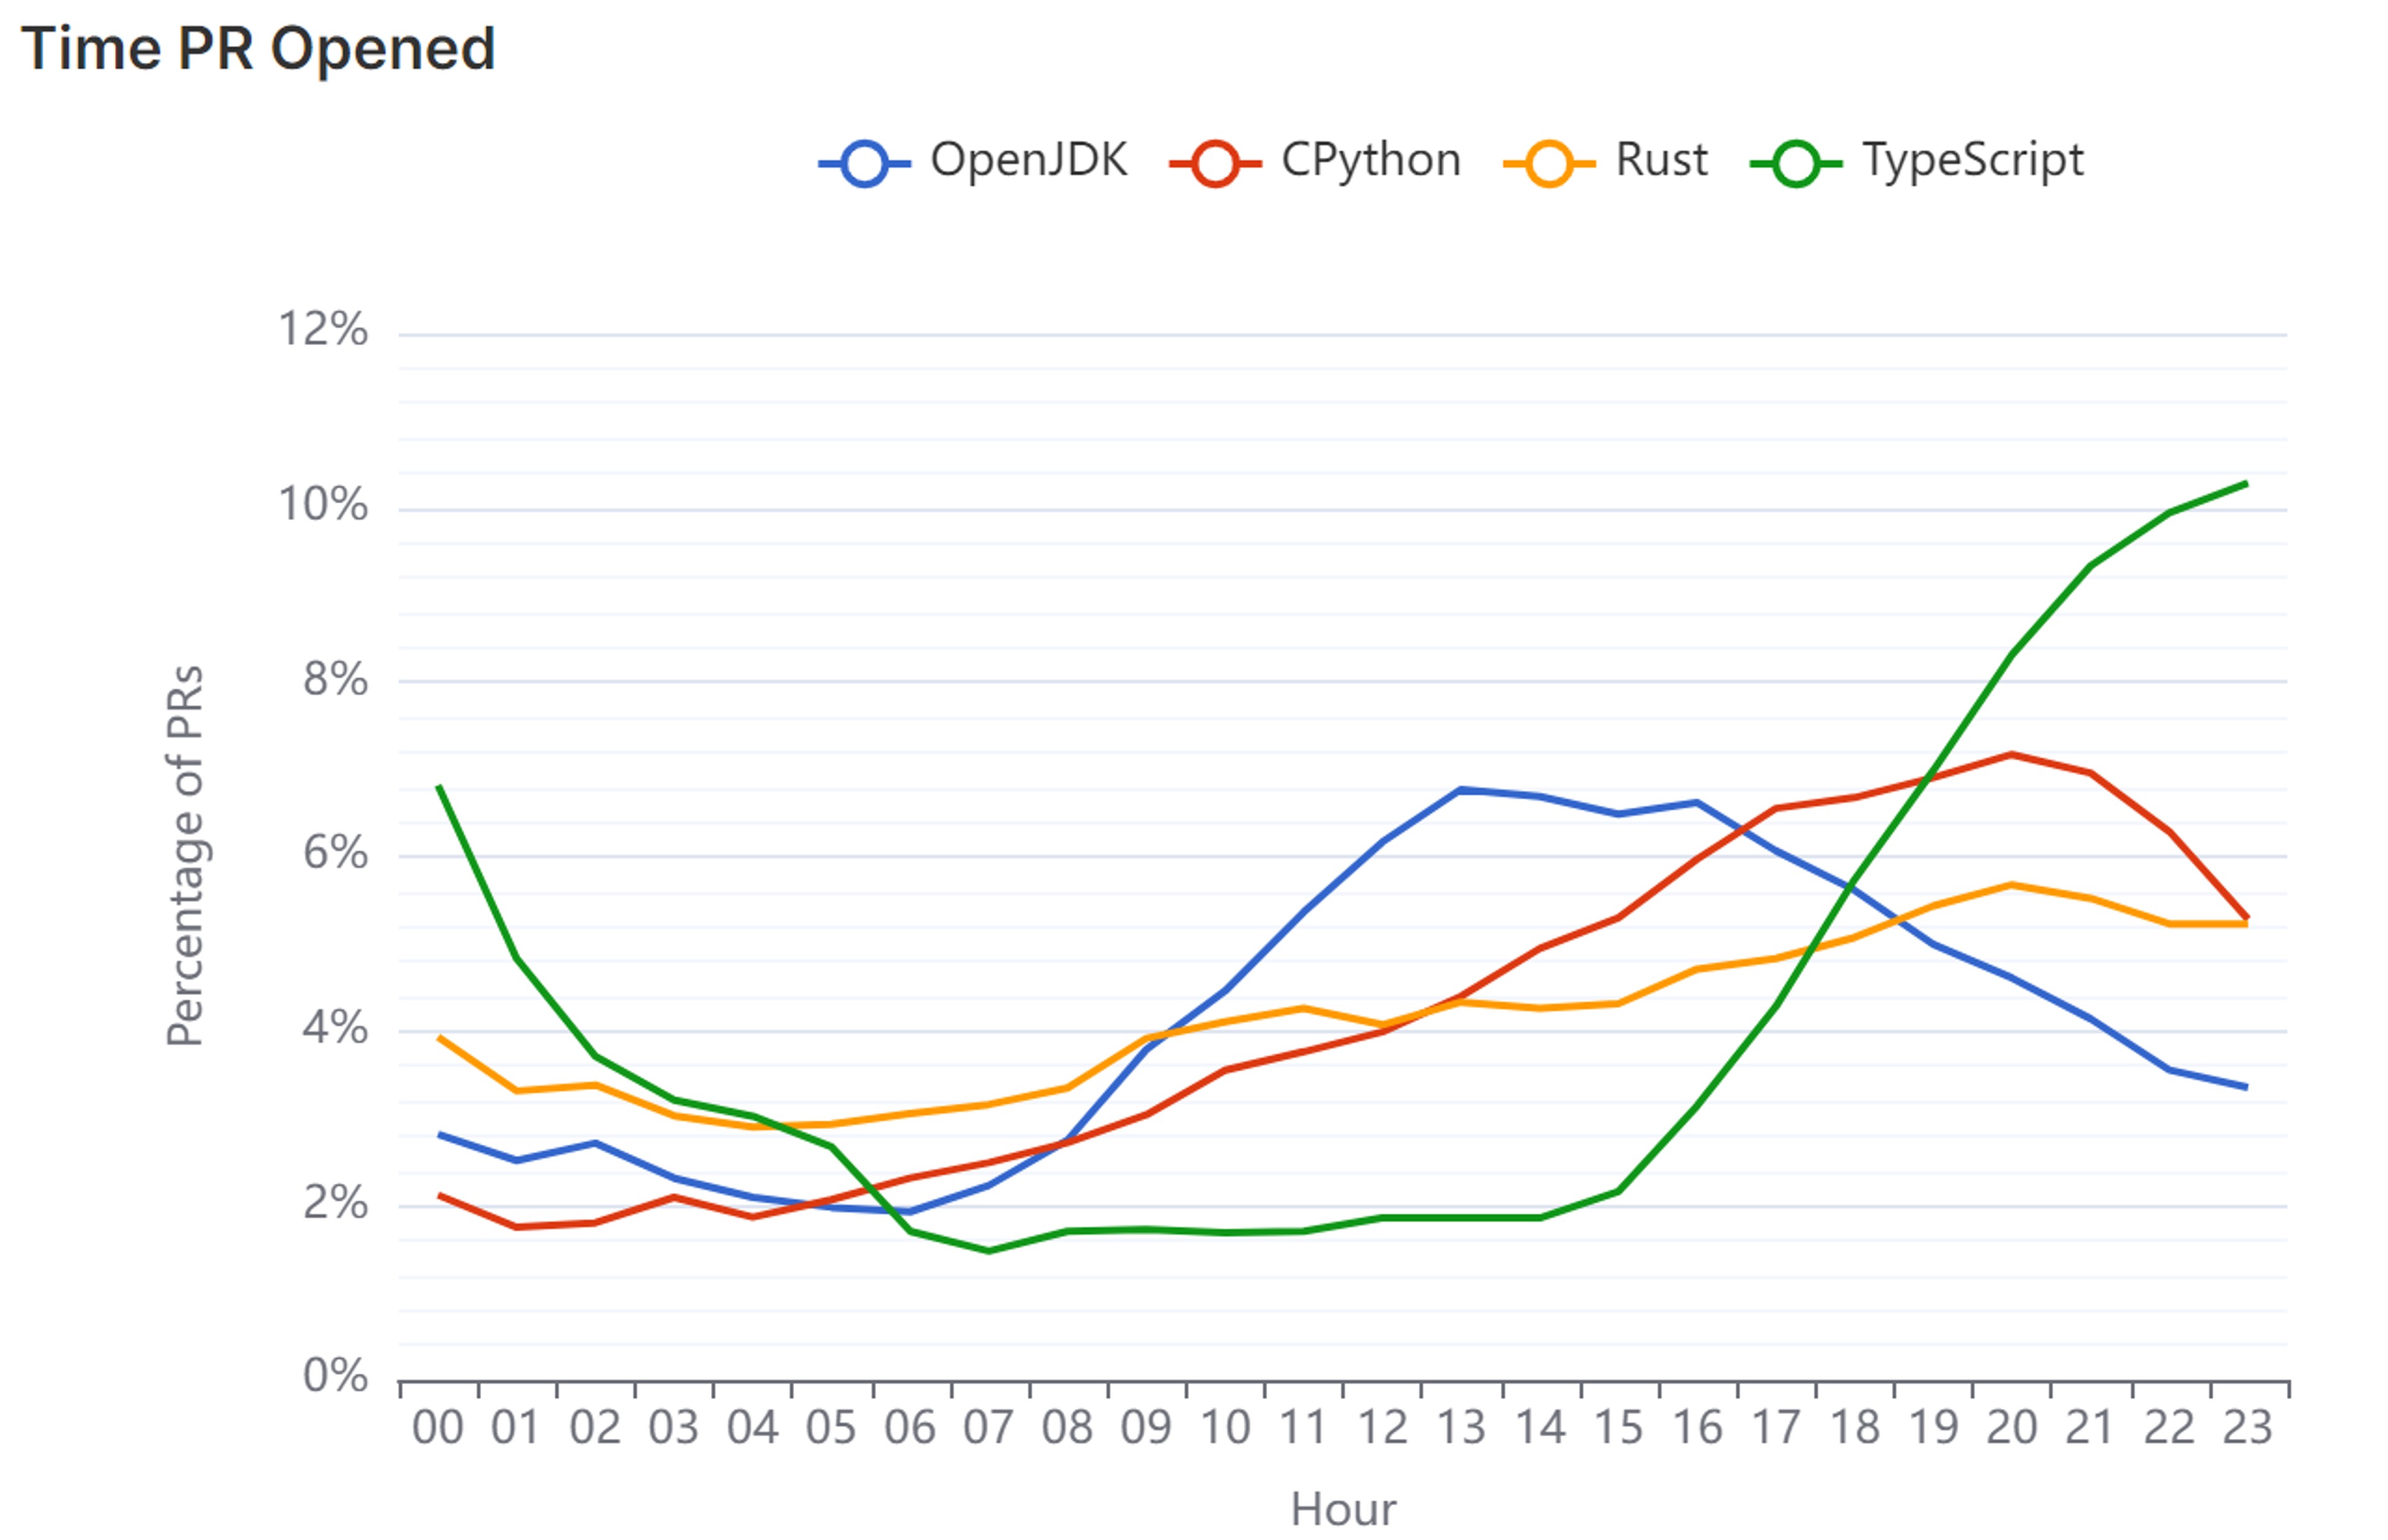 Time PR Opened
OpenJDK CPython Rust TypeScript
12%
10%
8%
6%
4%
2%
0%
Percentage of PRs
00 01 02 03 04 05 06 07 08 09 10 11 12 13 14 15 16 17 18 19 20 21 22 23
Hour